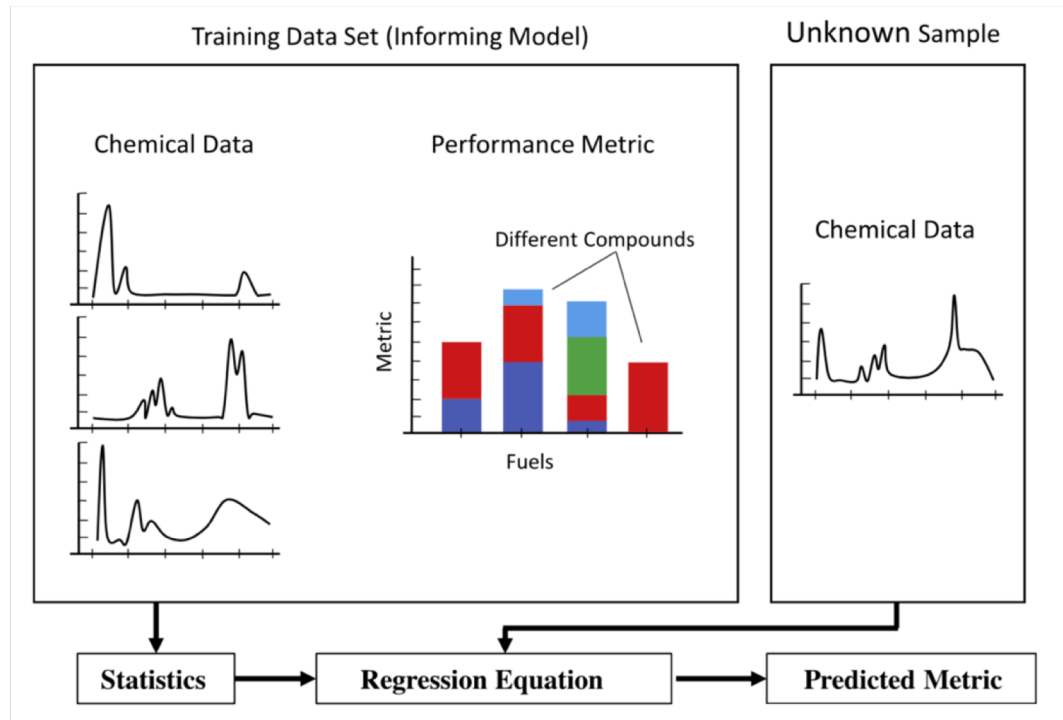 Training Data Set (Informing Model)
Unknown Sample
Chemical Data
Performance Metric
Different Compounds
Metric
Fuels
Chemical Data
Statistics
Regression Equation
Predicted Metric